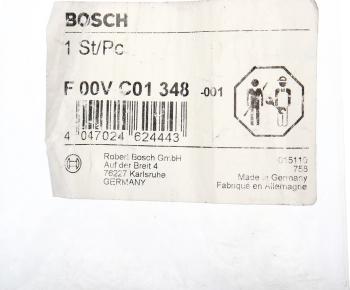 BOSCH
1 St/Pc
F 00V C01 348 -001
4 047024 624443
Robert Bosch GmbH
Auf der Breit 4
76227 Karlsruhe
GERMANY
015110
755
Made in Germany
Fabriqué en Allemagne